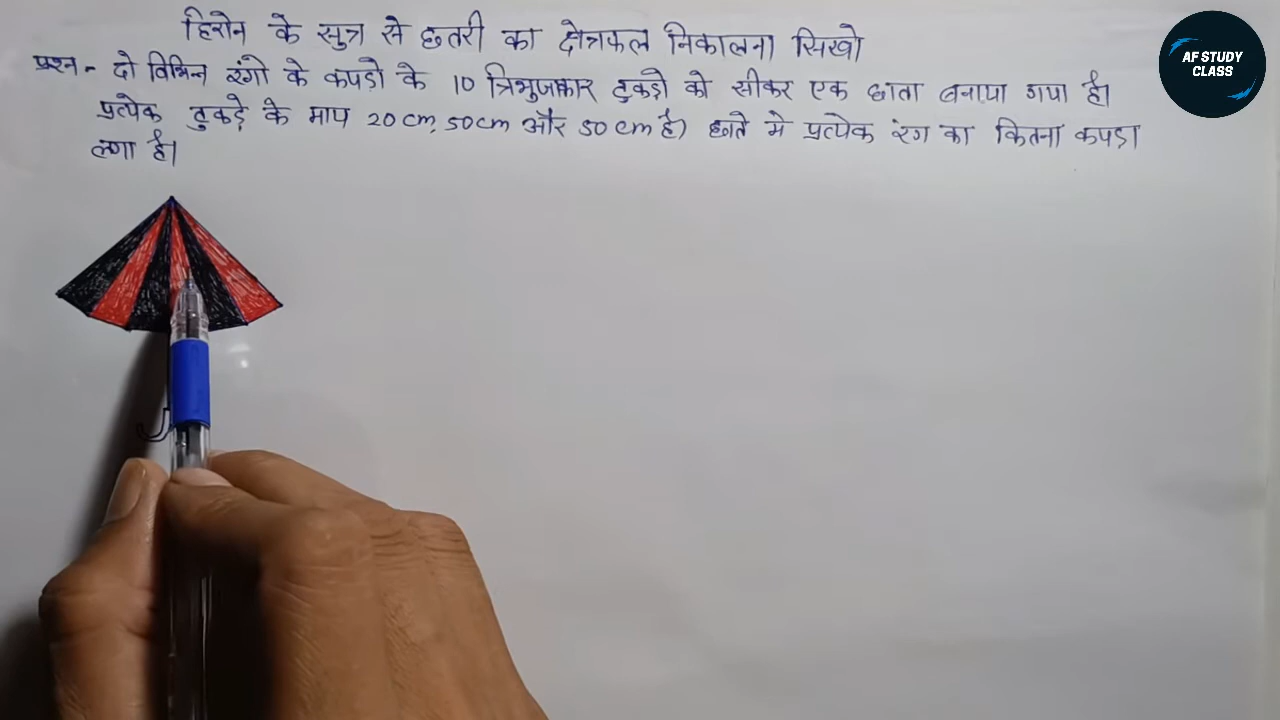 हिरोन के सुत्र से छतरी का क्षेत्रफल निकालना सिखो
प्रश्न - दो विभिन्न रंगो के कपडो के 10 त्रिभुजाकार टुकडो को सीकर एक छाता बनाया गया है।
प्रत्येक टुकड़े के माप 20 cm, 50 cm और 50 cm है) छाते मे प्रत्येक रंग का कितना कपडा
लगा है।
AF STUDY
CLASS